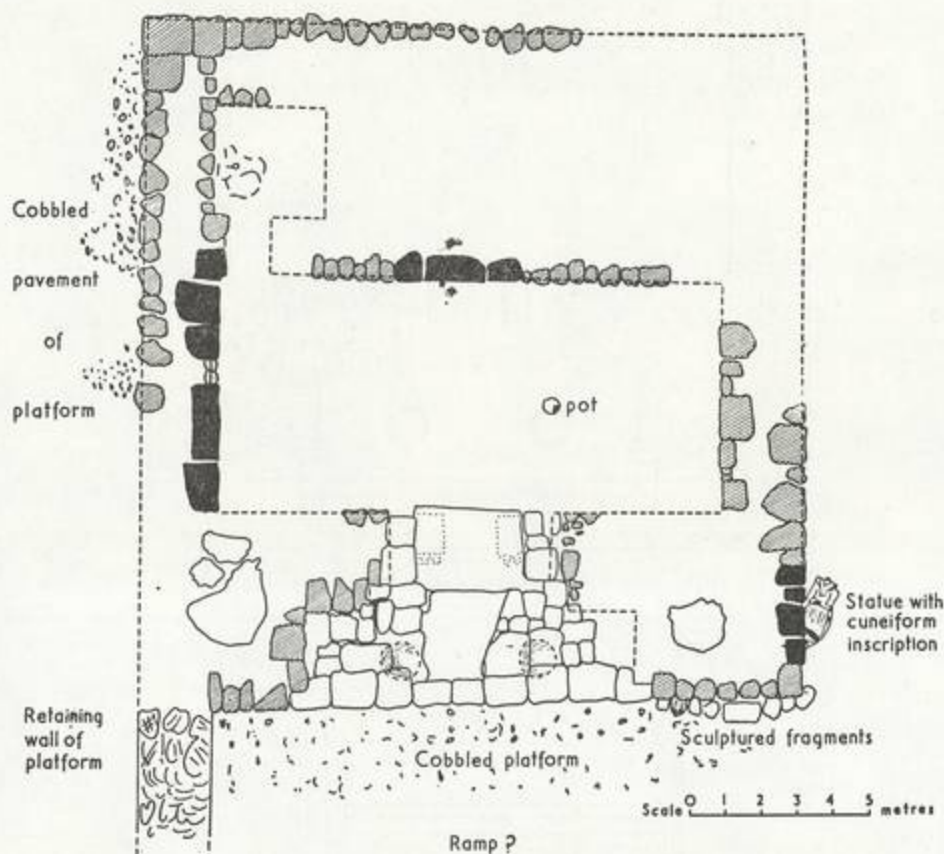 Cobbled
pavement
of
platform
pot
Statue with
cuneiform
inscription
Retaining
wall of
platform
Cobbled platform
Sculptured fragments
Scale 0 1 2 3 4 5 metres
Ramp ?